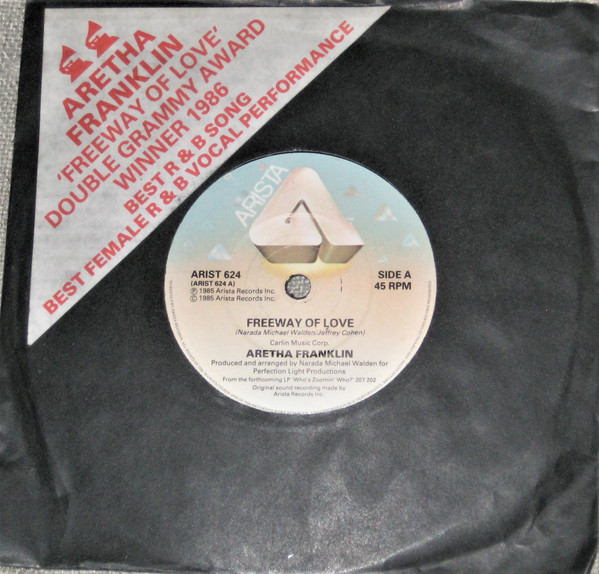 ARETHA
FRANKLIN
'FREEWAY OF LOVE'
DOUBLE GRAMMY AWARD
WINNER 1986
BEST R & B SONG
BEST FEMALE R & B VOCAL PERFORMANCE
ARISTA
ARIST 624
(ARIST 624 A)
℗ 1985 Arista Records Inc.
© 1985 Arista Records Inc.
SIDE A
45 RPM
FREEWAY OF LOVE
(Narada Michael Walden/Jeffrey Cohen)
Carlin Music Corp.
ARETHA FRANKLIN
Produced and arranged by Narada Michael Walden for
Perfection Light Productions
From the forthcoming LP 'Who's Zoomin' Who?' 207 202
Original sound recording made by
Arista Records Inc.